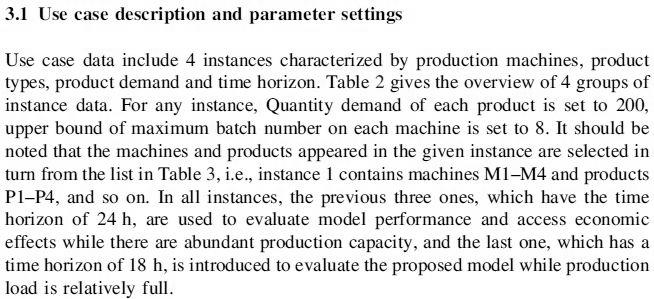 3.1 Use case description and parameter settings
Use case data include 4 instances characterized by production machines, product
types, product demand and time horizon. Table 2 gives the overview of 4 groups of
instance data. For any instance, Quantity demand of each product is set to 200,
upper bound of maximum batch number on each machine is set to 8. It should be
noted that the machines and products appeared in the given instance are selected in
turn from the list in Table 3, i.e., instance 1 contains machines M1–M4 and products
P1–P4, and so on. In all instances, the previous three ones, which have the time
horizon of 24 h, are used to evaluate model performance and access economic
effects while there are abundant production capacity, and the last one, which has a
time horizon of 18 h, is introduced to evaluate the proposed model while production
load is relatively full.